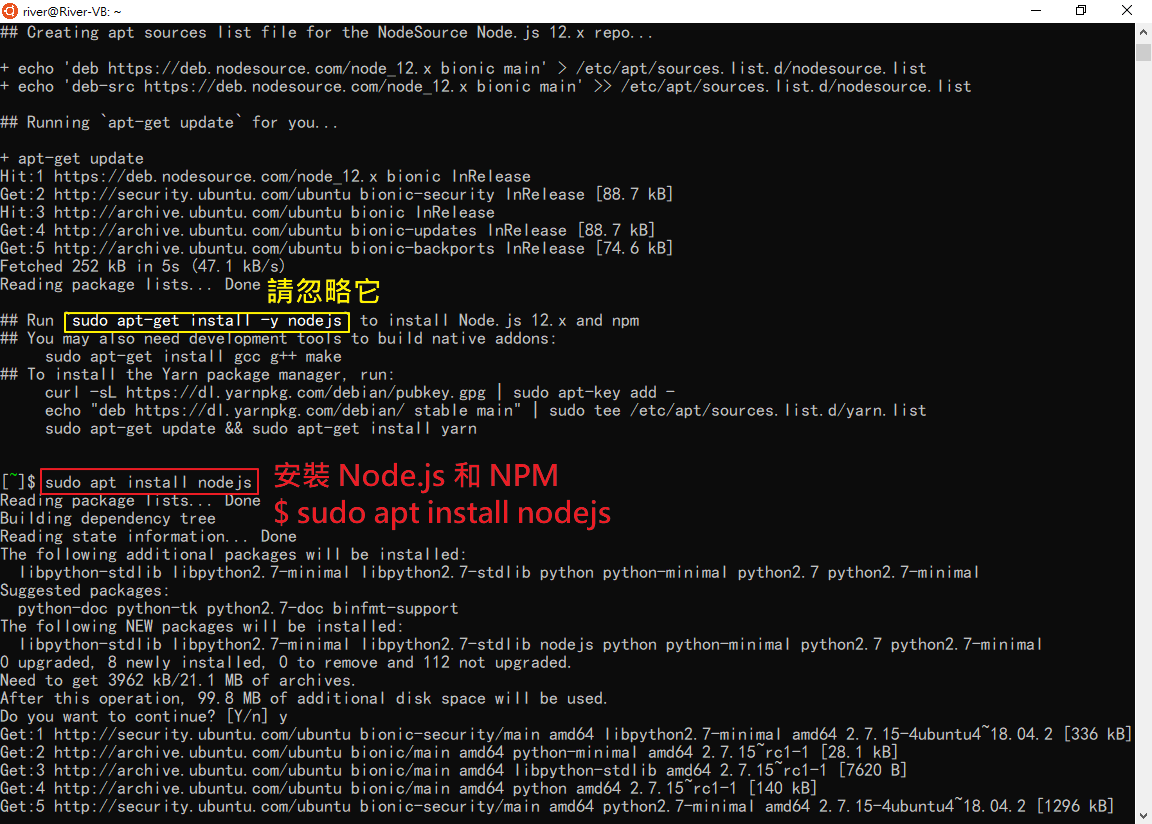 river@River-VB: ~
## Creating apt sources list file for the NodeSource Node.js 12.x repo...
+ echo 'deb https://deb.nodesource.com/node_12.x bionic main' > /etc/apt/sources.list.d/nodesource.list
+ echo 'deb-src https://deb.nodesource.com/node_12.x bionic main' >> /etc/apt/sources.list.d/nodesource.list
## Running `apt-get update` for you...
+ apt-get update
Hit:1 https://deb.nodesource.com/node_12.x bionic InRelease
Get:2 http://security.ubuntu.com/ubuntu bionic-security InRelease [88.7 kB]
Hit:3 http://archive.ubuntu.com/ubuntu bionic InRelease
Get:4 http://archive.ubuntu.com/ubuntu bionic-updates InRelease [88.7 kB]
Get:5 http://archive.ubuntu.com/ubuntu bionic-backports InRelease [74.6 kB]
Fetched 252 kB in 5s (47.1 kB/s)
Reading package lists... Done
請忽略它
## Run `sudo apt-get install -y nodejs` to install Node.js 12.x and npm
## You may also need development tools to build native addons:
sudo apt-get install gcc g++ make
## To install the Yarn package manager, run:
curl -sL https://dl.yarnpkg.com/debian/pubkey.gpg | sudo apt-key add -
echo "deb https://dl.yarnpkg.com/debian/ stable main" | sudo tee /etc/apt/sources.list.d/yarn.list
sudo apt-get update && sudo apt-get install yarn
[~]$ sudo apt install nodejs
安裝 Node.js 和 NPM
$ sudo apt install nodejs
Reading package lists... Done
Building dependency tree
Reading state information... Done
The following additional packages will be installed:
libpython-stdlib libpython2.7-minimal libpython2.7-stdlib python python-minimal python2.7 python2.7-minimal
Suggested packages:
python-doc python-tk python2.7-doc binfmt-support
The following NEW packages will be installed:
libpython-stdlib libpython2.7-minimal libpython2.7-stdlib nodejs python python-minimal python2.7 python2.7-minimal
0 upgraded, 8 newly installed, 0 to remove and 112 not upgraded.
Need to get 3962 kB/21.1 MB of archives.
After this operation, 99.8 MB of additional disk space will be used.
Do you want to continue? [Y/n] y
Get:1 http://security.ubuntu.com/ubuntu bionic-security/main amd64 libpython2.7-minimal amd64 2.7.15-4ubuntu4~18.04.2 [336 kB]
Get:2 http://archive.ubuntu.com/ubuntu bionic/main amd64 python-minimal amd64 2.7.15~rc1-1 [28.1 kB]
Get:3 http://archive.ubuntu.com/ubuntu bionic/main amd64 libpython-stdlib amd64 2.7.15~rc1-1 [7620 B]
Get:4 http://archive.ubuntu.com/ubuntu bionic/main amd64 python amd64 2.7.15~rc1-1 [140 kB]
Get:5 http://security.ubuntu.com/ubuntu bionic-security/main amd64 python2.7-minimal amd64 2.7.15-4ubuntu4~18.04.2 [1296 kB]